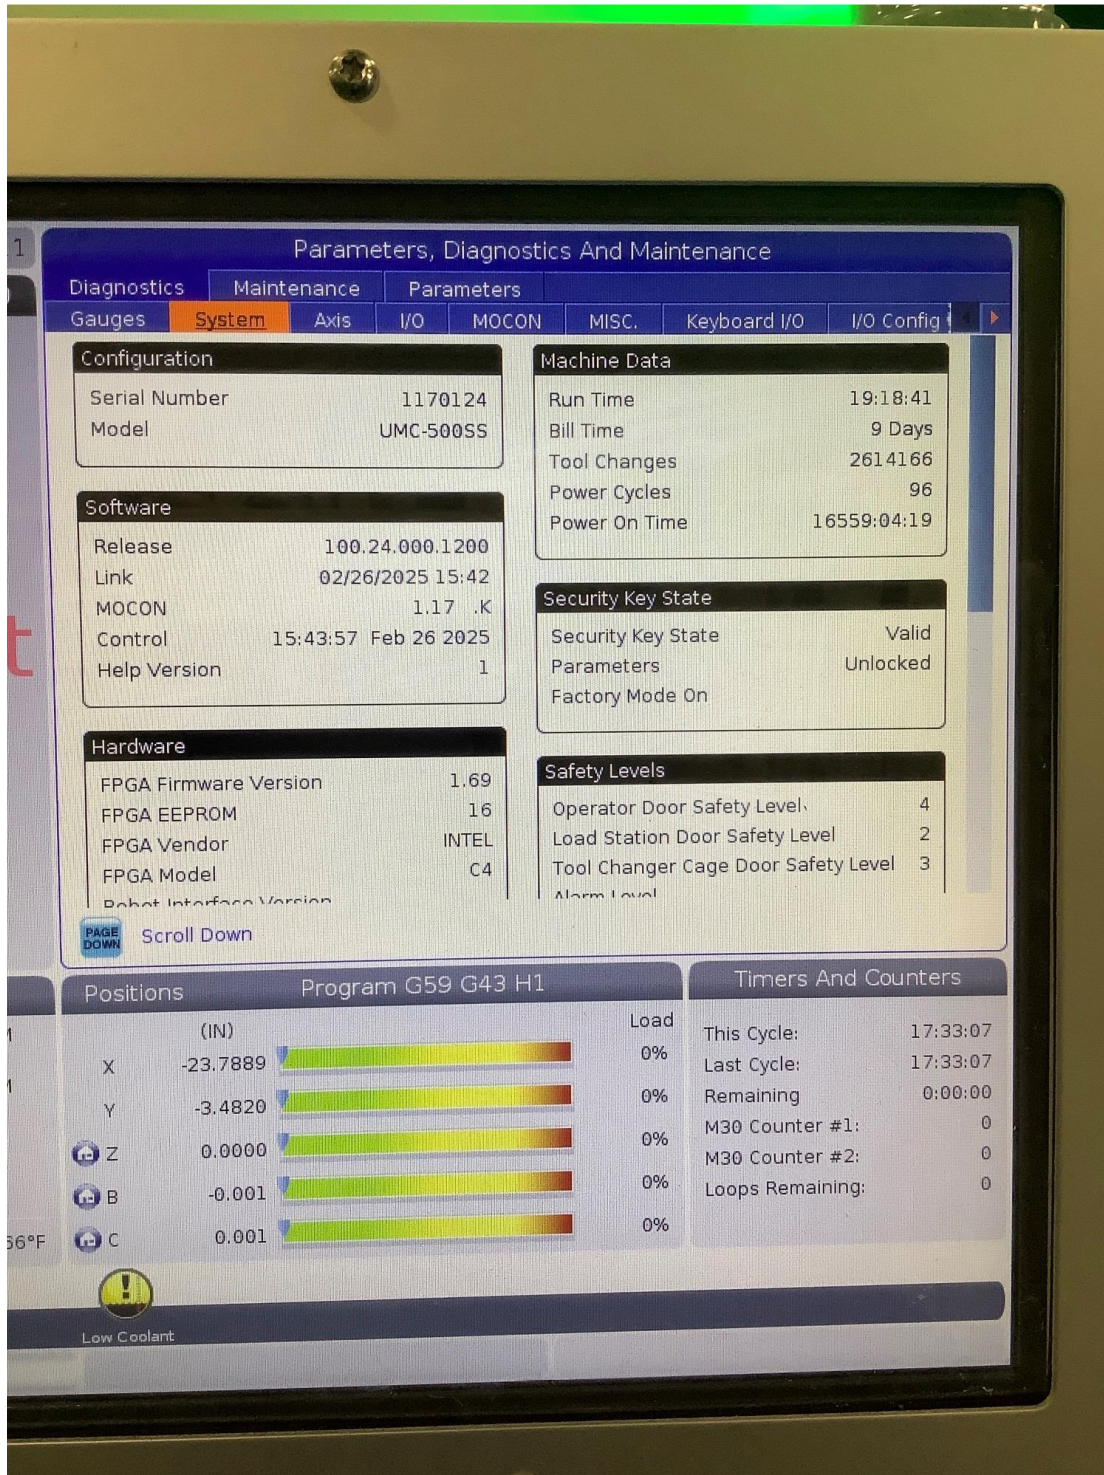 1
Parameters, Diagnostics And Maintenance
Diagnostics Maintenance Parameters
Gauges System Axis I/O MOCON MISC. Keyboard I/O I/O Config
Configuration
Serial Number 1170124
Model UMC-500SS
Software
Release 100.24.000.1200
Link 02/26/2025 15:42
MOCON 1.17 .K
Control 15:43:57 Feb 26 2025
Help Version 1
Hardware
FPGA Firmware Version 1.69
FPGA EEPROM 16
FPGA Vendor INTEL
FPGA Model C4
Robot Interface Version
Machine Data
Run Time 19:18:41
Bill Time 9 Days
Tool Changes 2614166
Power Cycles 96
Power On Time 16559:04:19
Security Key State
Security Key State Valid
Parameters Unlocked
Factory Mode On
Safety Levels
Operator Door Safety Level 4
Load Station Door Safety Level 2
Tool Changer Cage Door Safety Level 3
Alarm Level
PAGE DOWN Scroll Down
t
Positions Program G59 G43 H1
(IN) Load
X -23.7889 0%
Y -3.4820 0%
Z 0.0000 0%
B -0.001 0%
C 0.001 0%
66°F
Timers And Counters
This Cycle: 17:33:07
Last Cycle: 17:33:07
Remaining 0:00:00
M30 Counter #1: 0
M30 Counter #2: 0
Loops Remaining: 0
Low Coolant